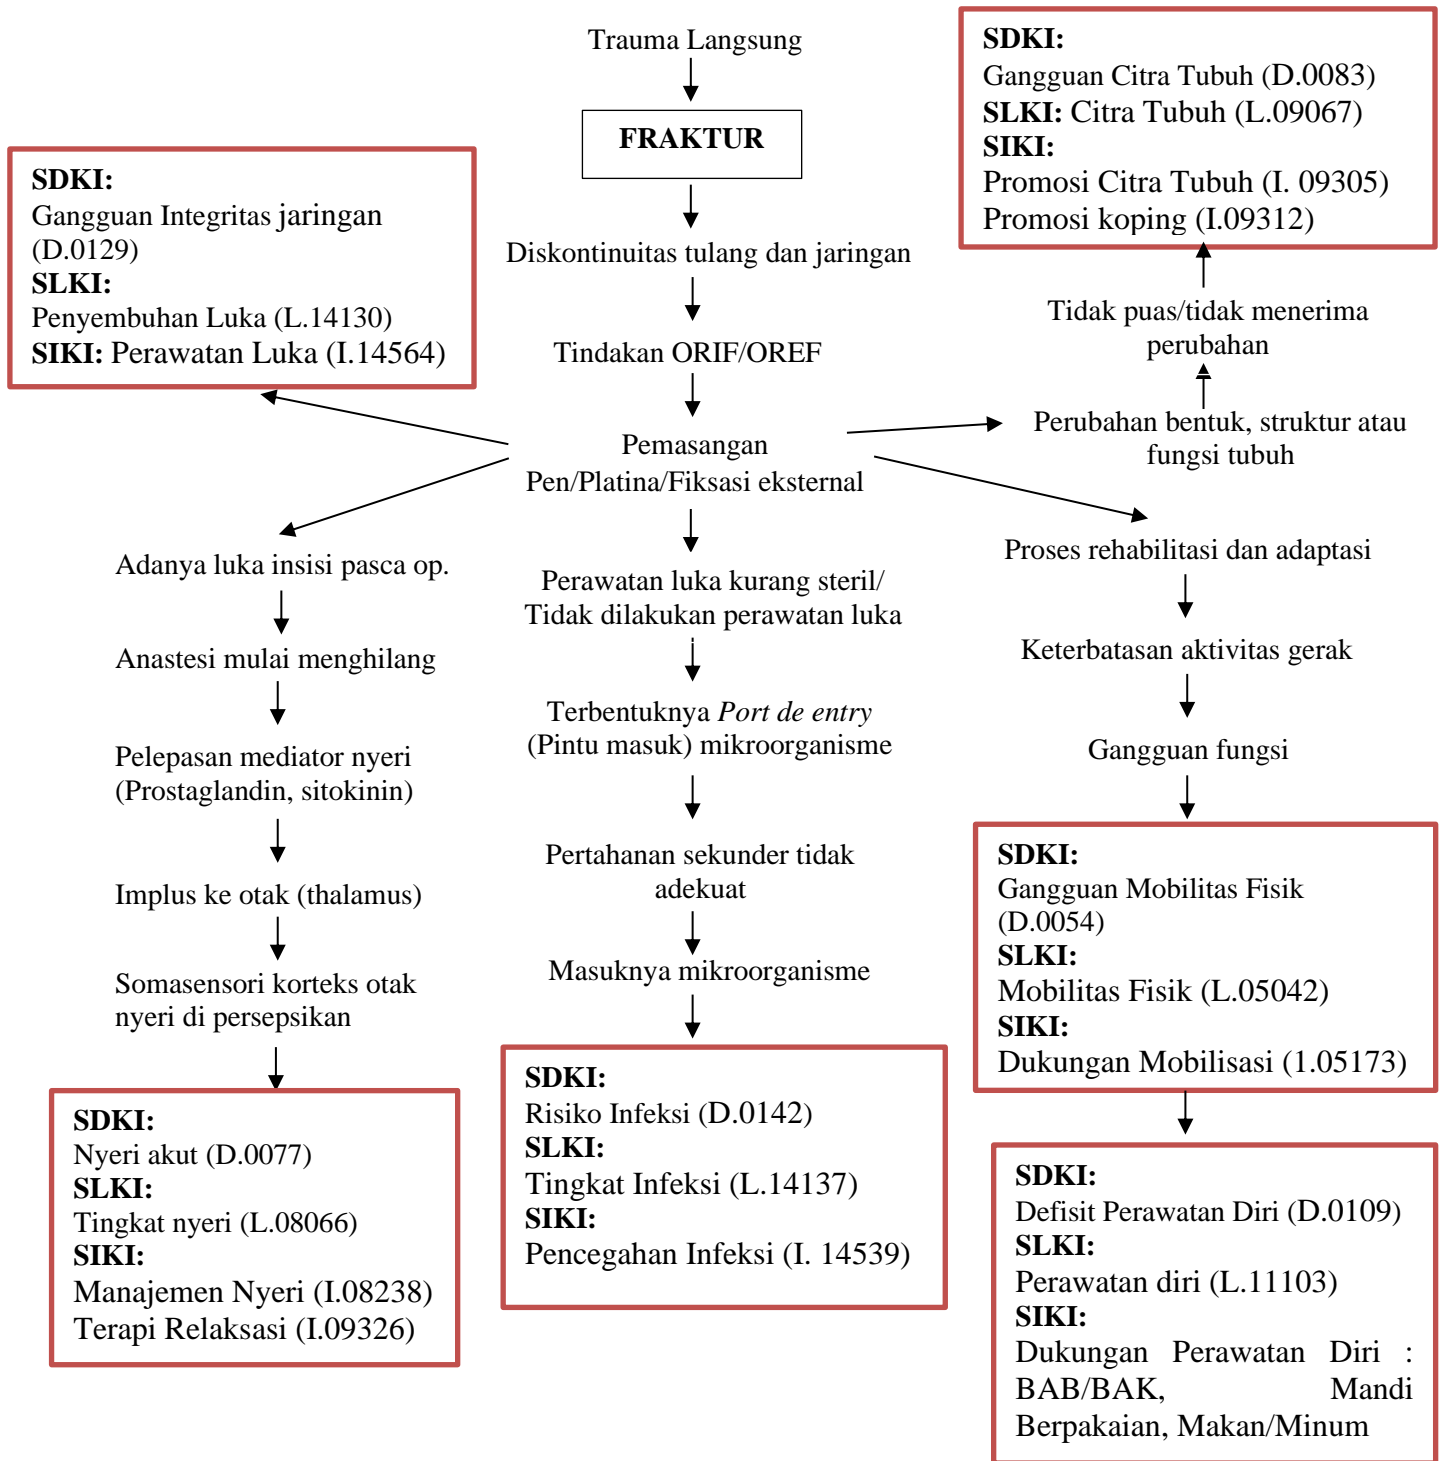 Trauma Langsung
FRAKTUR
Diskontinuitas tulang dan jaringan
Tindakan ORIF/OREF
Pemasangan
Pen/Platina/Fiksasi eksternal
SDKI:
Gangguan Integritas jaringan
(D.0129)
SLKI:
Penyembuhan Luka (L.14130)
SIKI: Perawatan Luka (I.14564)
SDKI:
Gangguan Citra Tubuh (D.0083)
SLKI: Citra Tubuh (L.09067)
SIKI:
Promosi Citra Tubuh (I. 09305)
Promosi koping (I.09312)
Tidak puas/tidak menerima
perubahan
Perubahan bentuk, struktur atau
fungsi tubuh
Adanya luka insisi pasca op.
Anastesi mulai menghilang
Pelepasan mediator nyeri
(Prostaglandin, sitokinin)
Implus ke otak (thalamus)
Somasensori korteks otak
nyeri di persepsikan
SDKI:
Nyeri akut (D.0077)
SLKI:
Tingkat nyeri (L.08066)
SIKI:
Manajemen Nyeri (I.08238)
Terapi Relaksasi (I.09326)
Perawatan luka kurang steril/
Tidak dilakukan perawatan luka
Terbentuknya Port de entry
(Pintu masuk) mikroorganisme
Pertahanan sekunder tidak
adekuat
Masuknya mikroorganisme
SDKI:
Risiko Infeksi (D.0142)
SLKI:
Tingkat Infeksi (L.14137)
SIKI:
Pencegahan Infeksi (I. 14539)
Proses rehabilitasi dan adaptasi
Keterbatasan aktivitas gerak
Gangguan fungsi
SDKI:
Gangguan Mobilitas Fisik
(D.0054)
SLKI:
Mobilitas Fisik (L.05042)
SIKI:
Dukungan Mobilisasi (1.05173)
SDKI:
Defisit Perawatan Diri (D.0109)
SLKI:
Perawatan diri (L.11103)
SIKI:
Dukungan Perawatan Diri :
BAB/BAK, Mandi
Berpakaian, Makan/Minum